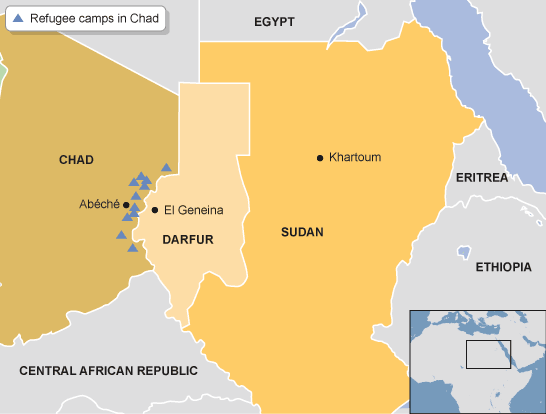 Refugee camps in Chad
EGYPT
CHAD
Khartoum
ERITREA
Abéché
El Geneina
DARFUR
SUDAN
ETHIOPIA
CENTRAL AFRICAN REPUBLIC